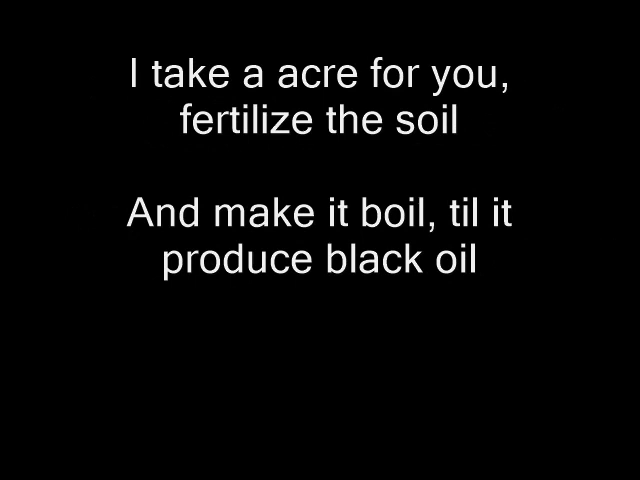 I take a acre for you,
fertilize the soil
And make it boil, til it
produce black oil